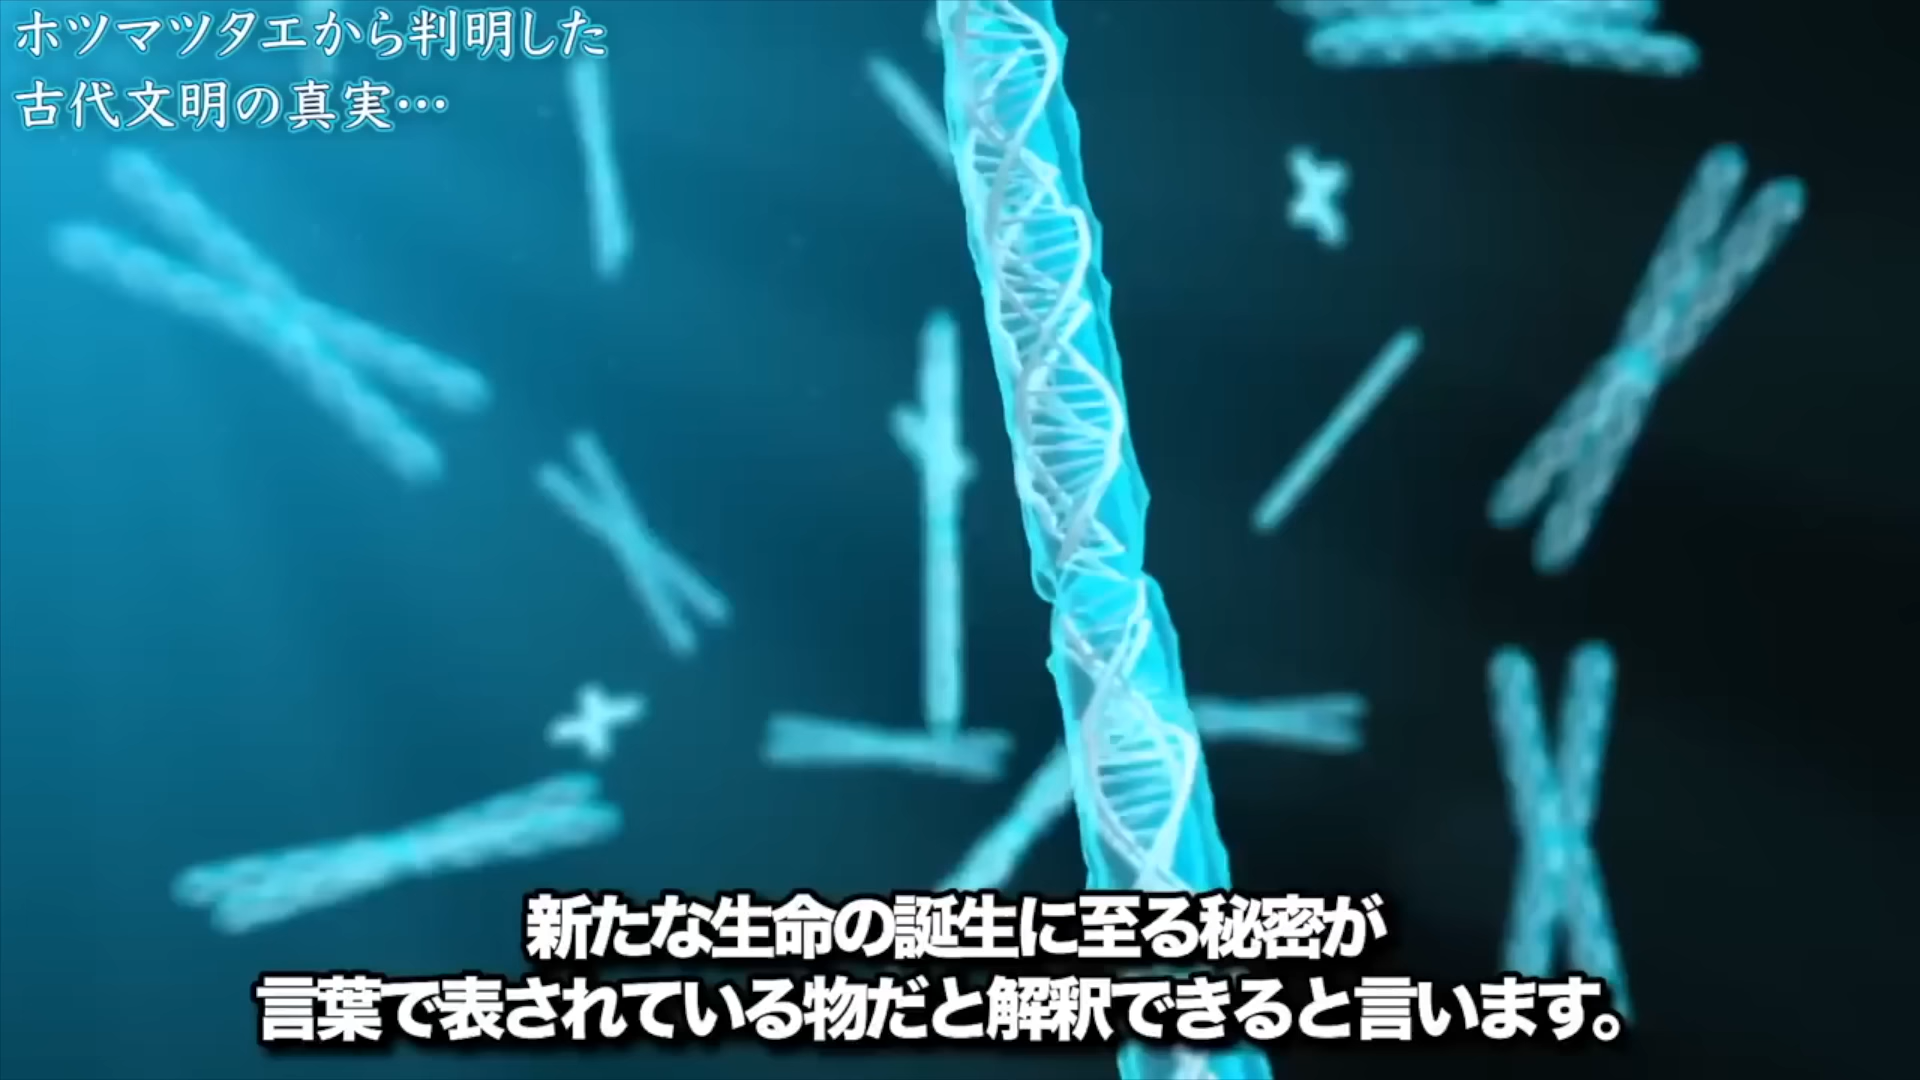 ホツマツタエから判明した
古代文明の真実…
新たな生命の誕生に至る秘密が
言葉で表されている物だと解釈できると言います。